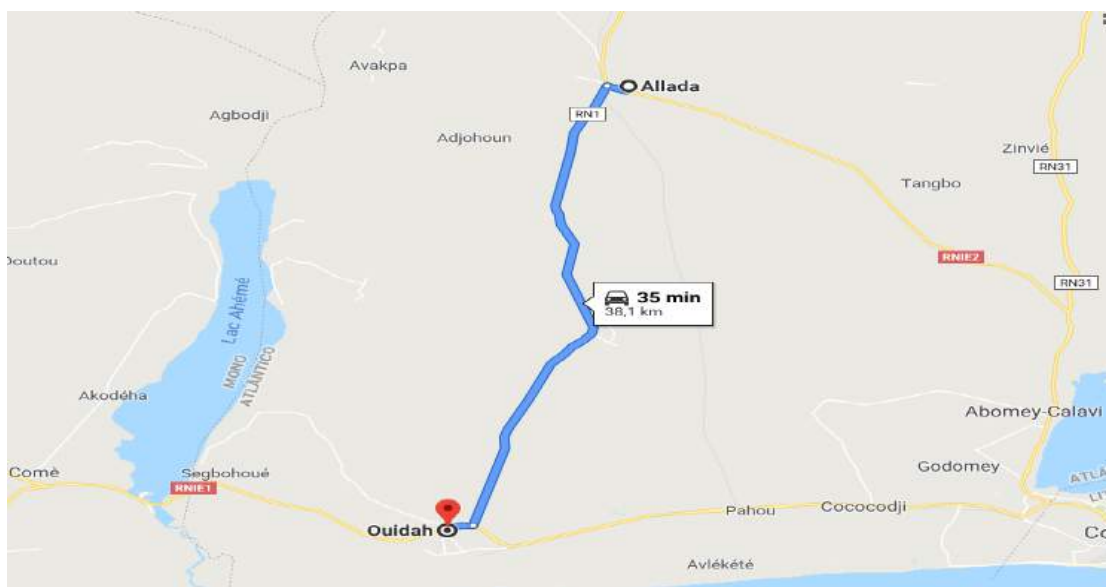 Avakpa
Allada
RN1
Agbodji
Adjohoun
Zinvié
RN31
Tangbo
RNIE2
Doutou
RN31
35 min
38,1 km
Lac Ahémé
MONO
ATLÂNTICO
Akodéha
Abomey-Calavi
Comè
Segbohoué
RNIE1
Godomey
Cococodji
Pahou
Ouidah
Avlékété